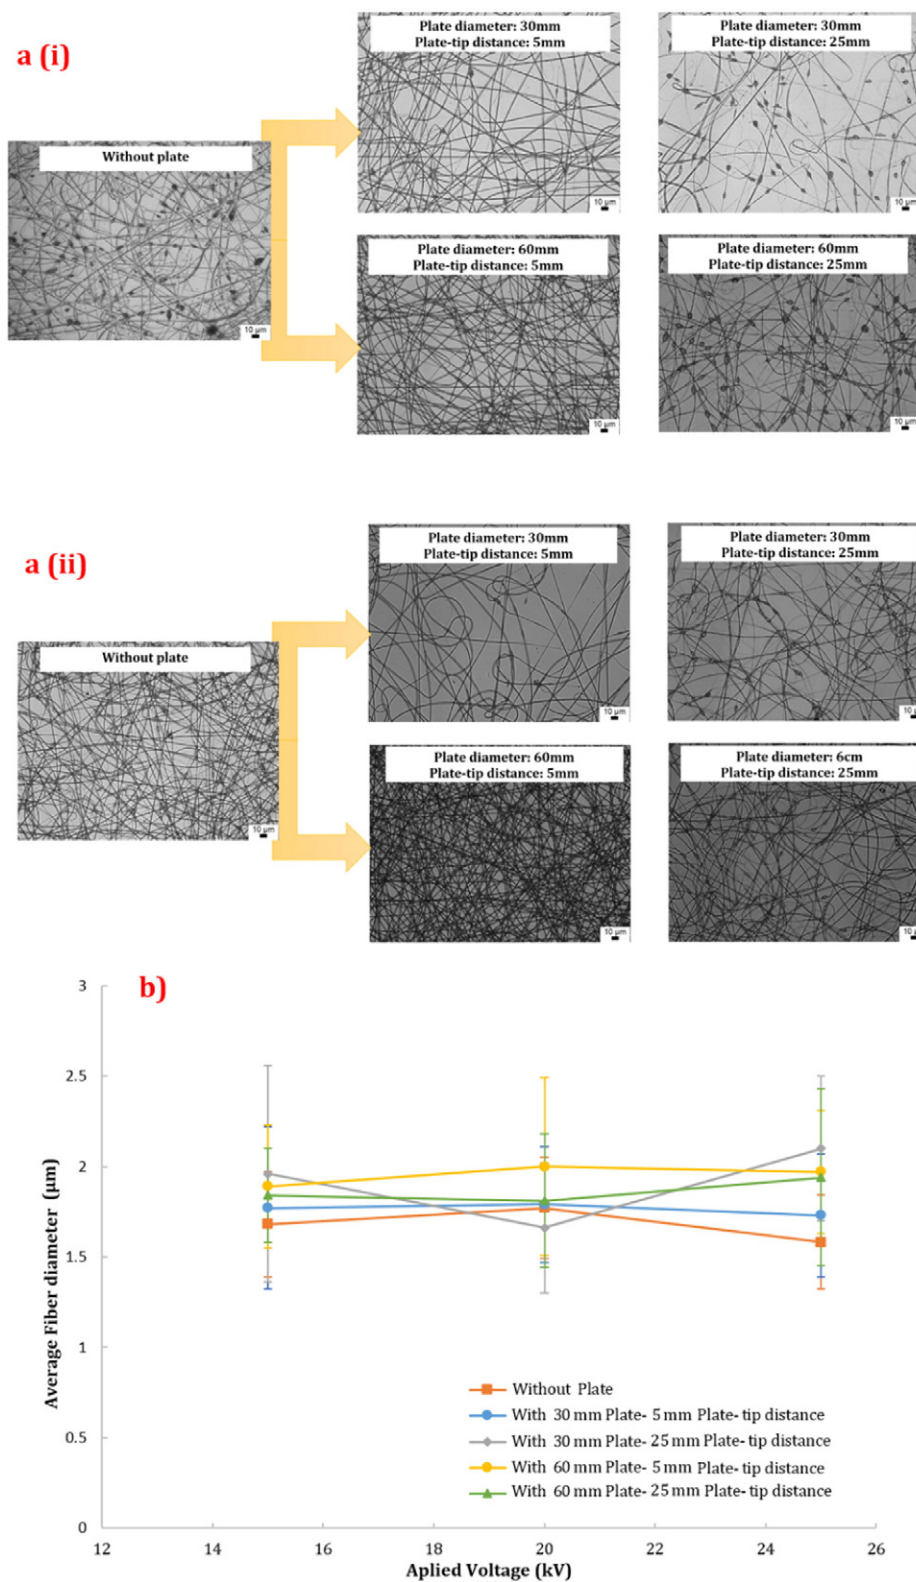 a (i)
Without plate
10 µm
Plate diameter: 30mm
Plate-tip distance: 5mm
10 µm
Plate diameter: 30mm
Plate-tip distance: 25mm
10 µm
Plate diameter: 60mm
Plate-tip distance: 5mm
10 µm
Plate diameter: 60mm
Plate-tip distance: 25mm
10 µm
a (ii)
Without plate
10 µm
Plate diameter: 30mm
Plate-tip distance: 5mm
10 µm
Plate diameter: 30mm
Plate-tip distance: 25mm
10 µm
Plate diameter: 60mm
Plate-tip distance: 5mm
10 µm
Plate diameter: 6cm
Plate-tip distance: 25mm
10 µm
b)
Average Fiber diameter (µm)
3
2.5
2
1.5
1
0.5
0
Without Plate
With 30 mm Plate- 5 mm Plate- tip distance
With 30 mm Plate- 25 mm Plate- tip distance
With 60 mm Plate- 5 mm Plate- tip distance
With 60 mm Plate- 25 mm Plate- tip distance
12 14 16 18 20 22 24 26
Aplied Voltage (kV)